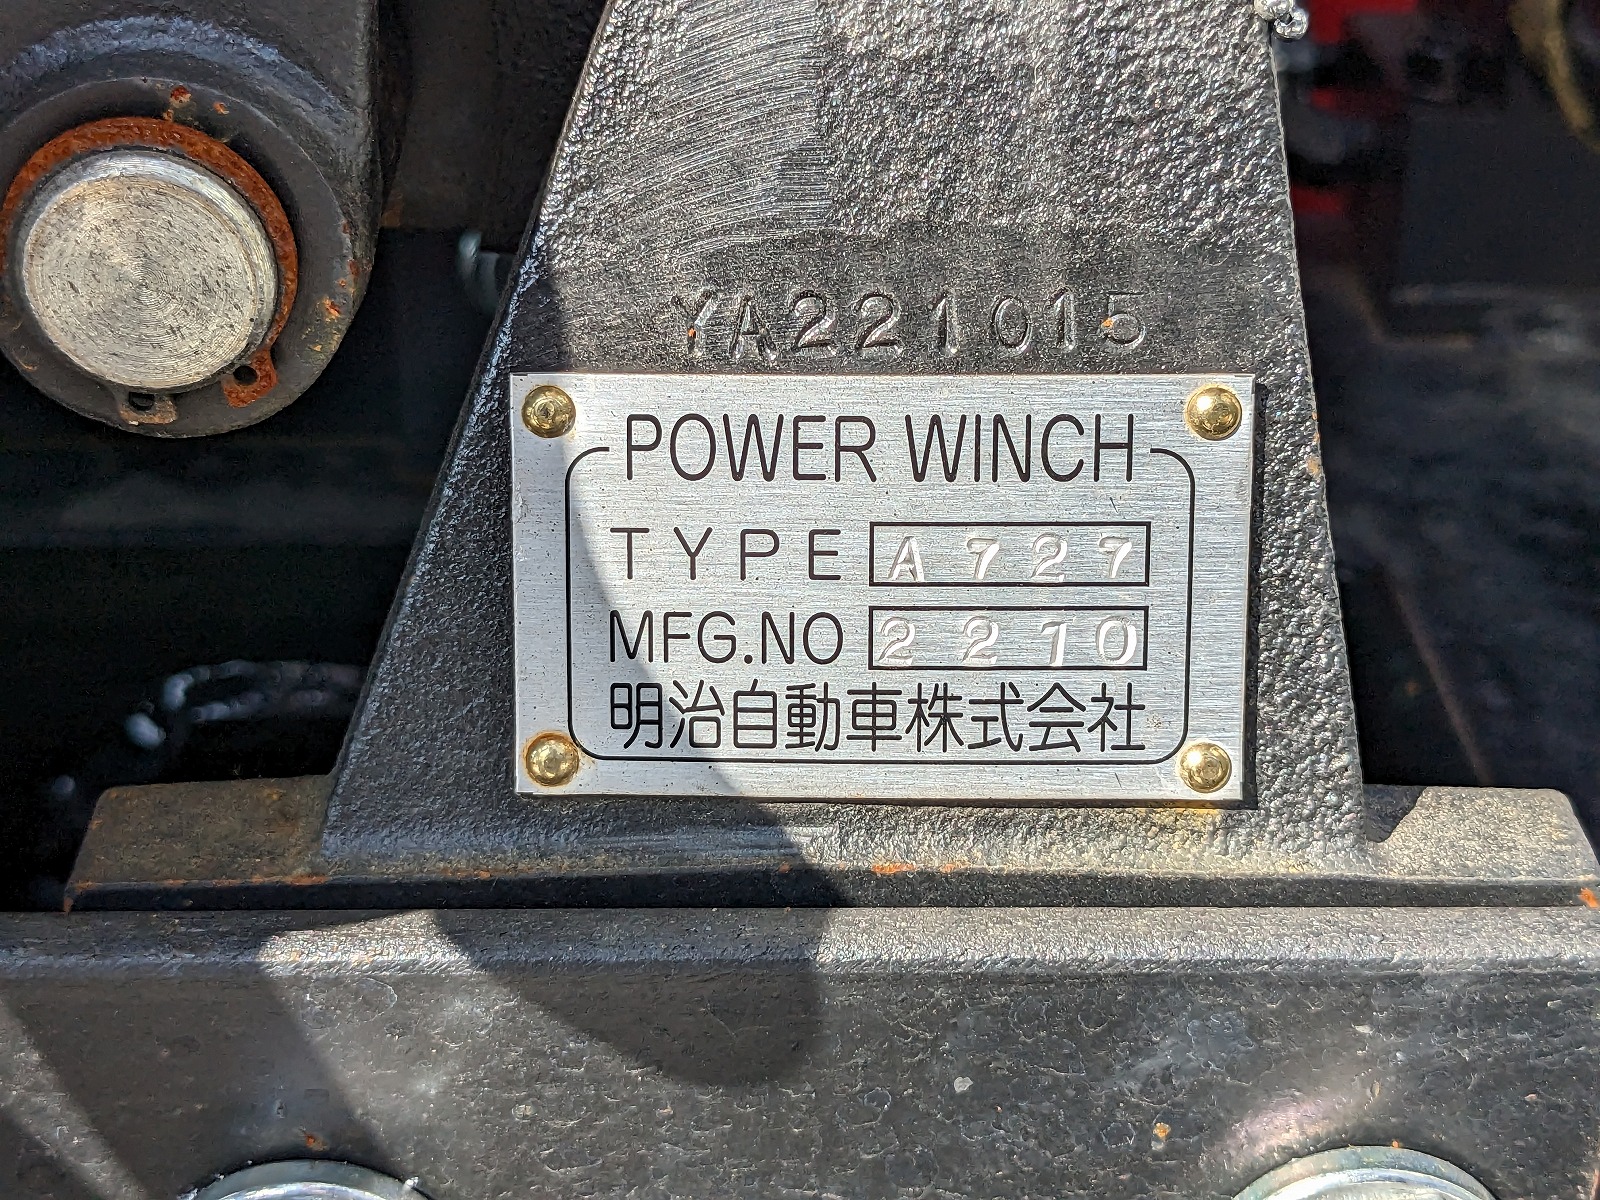 YA221015
POWER WINCH
TYPE A727
MFG.NO 2210
明治自動車株式会社